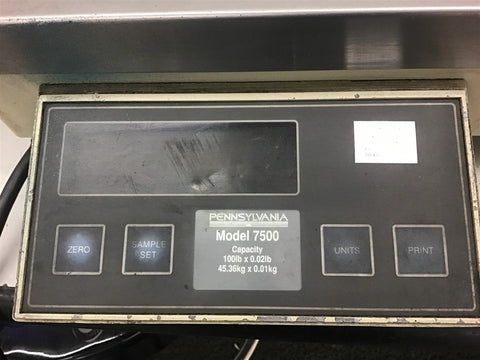 PENNSYLVANIA
Model 7500
Capacity
100lb x 0.02lb
45.36kg x 0.01kg
ZERO
SAMPLE
SET
UNITS
PRINT